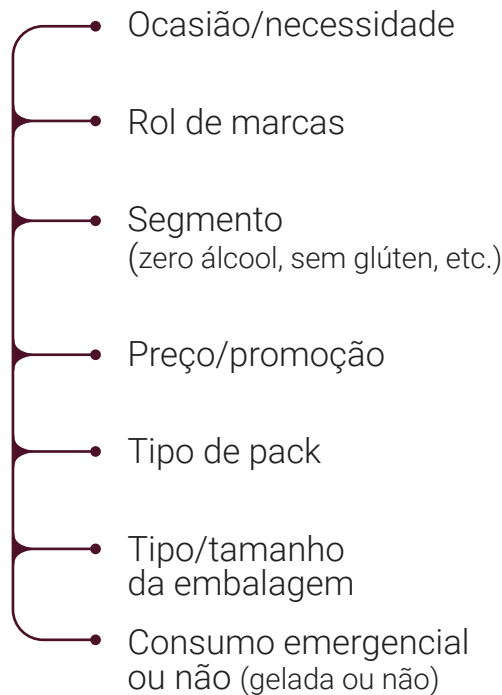 Ocasião/necessidade
Rol de marcas
Segmento
(zero álcool, sem glúten, etc.)
Preço/promoção
Tipo de pack
Tipo/tamanho
da embalagem
Consumo emergencial
ou não (gelada ou não)